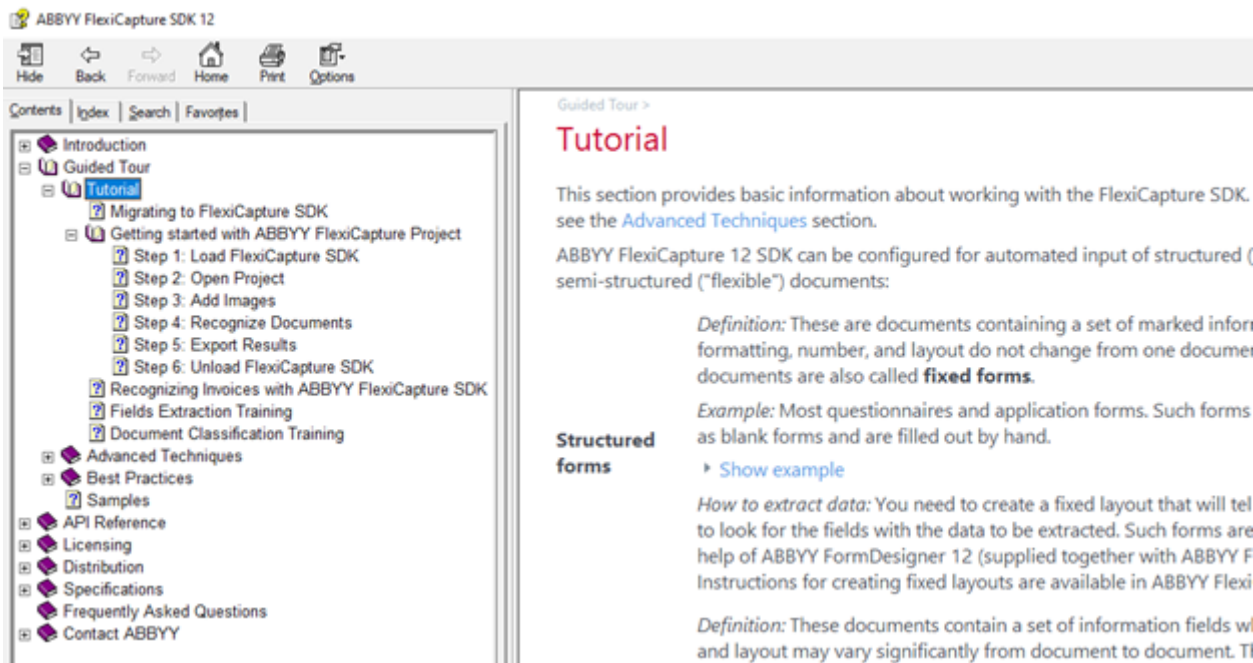 ABBYY FlexiCapture SDK 12
Hide Back Forward Home Print Options
Contents Index Search Favorites
Introduction
Guided Tour
Tutorial
Migrating to FlexiCapture SDK
Getting started with ABBYY FlexiCapture Project
Step 1: Load FlexiCapture SDK
Step 2: Open Project
Step 3: Add Images
Step 4: Recognize Documents
Step 5: Export Results
Step 6: Unload FlexiCapture SDK
Recognizing Invoices with ABBYY FlexiCapture SDK
Fields Extraction Training
Document Classification Training
Advanced Techniques
Best Practices
Samples
API Reference
Licensing
Distribution
Specifications
Frequently Asked Questions
Contact ABBYY
Guided Tour >
Tutorial
This section provides basic information about working with the FlexiCapture SDK.
see the Advanced Techniques section.
ABBYY FlexiCapture 12 SDK can be configured for automated input of structured (
semi-structured ("flexible") documents:
Definition: These are documents containing a set of marked infor
formatting, number, and layout do not change from one documen
documents are also called fixed forms.
Example: Most questionnaires and application forms. Such forms
as blank forms and are filled out by hand.
Structured
forms
Show example
How to extract data: You need to create a fixed layout that will tel
to look for the fields with the data to be extracted. Such forms are
help of ABBYY FormDesigner 12 (supplied together with ABBYY F
Instructions for creating fixed layouts are available in ABBYY Flexi
Definition: These documents contain a set of information fields wh
and layout may vary significantly from document to document. Th